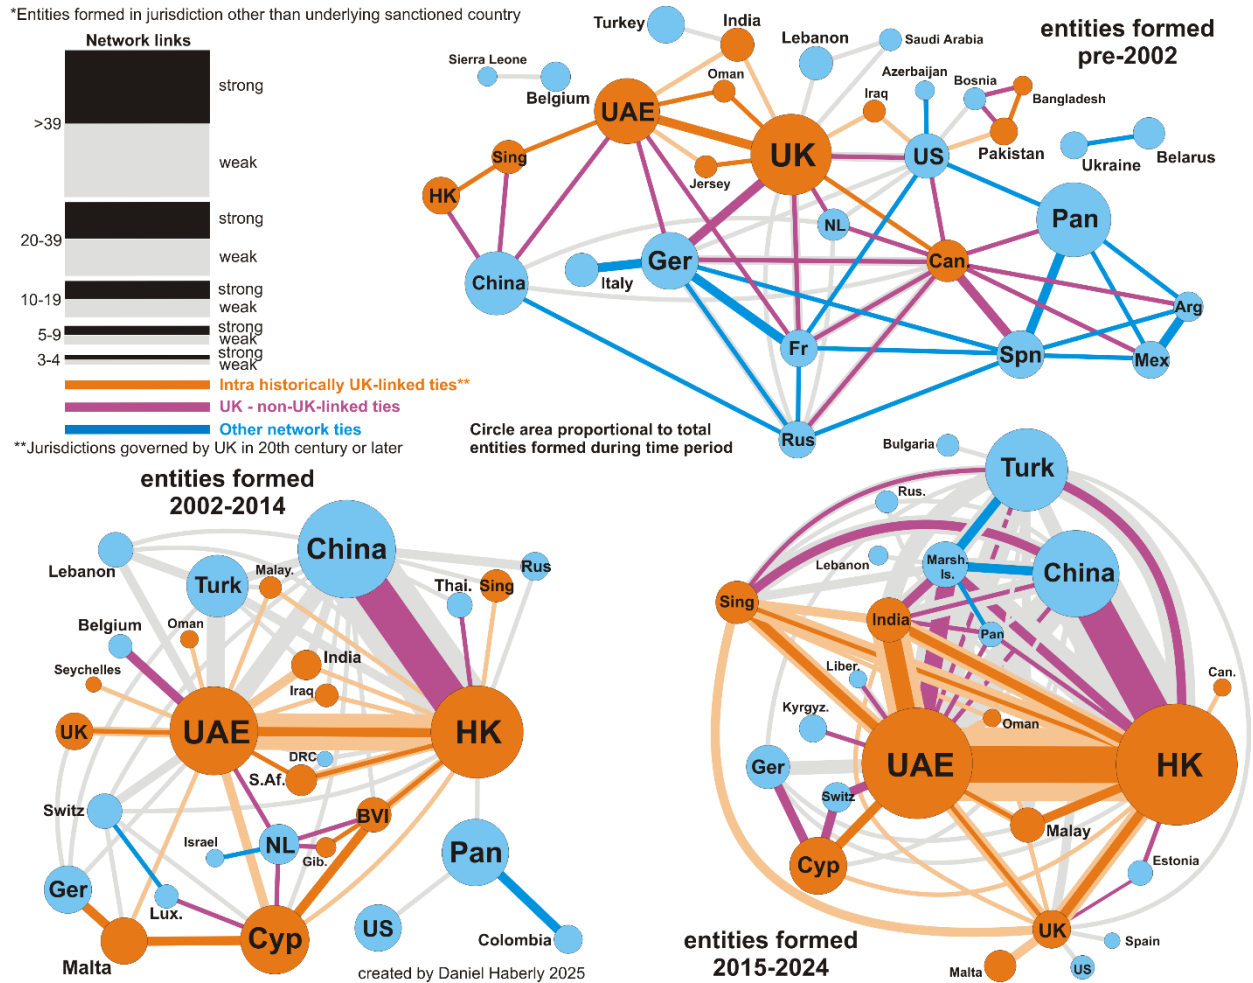 *Entities formed in jurisdiction other than underlying sanctioned country
Network links
strong
>39
weak
strong
20-39
weak
strong
10-19
weak
strong
5-9
weak
strong
3-4
weak
Intra historically UK-linked ties**
UK - non-UK-linked ties
Other network ties
**Jurisdictions governed by UK in 20th century or later
entities formed
pre-2002
Turkey
India
Lebanon
Saudi Arabia
Sierra Leone
Belgium
Oman
Azerbaijan
Bosnia
Bangladesh
Iraq
UAE
UK
US
Pakistan
Ukraine
Belarus
Sing
Jersey
HK
NL
Pan
China
Italy
Ger
Can.
Arg
Fr
Spn
Mex
Rus
Circle area proportional to total
entities formed during time period
entities formed
2002-2014
China
Lebanon
Turk
Malay.
Thai.
Sing
Rus
Belgium
Oman
Seychelles
India
Iraq
UK
UAE
HK
DRC
S.Af.
Switz
BVI
Israel
NL
Gib.
Pan
Ger
Lux.
Malta
Cyp
US
Colombia
created by Daniel Haberly 2025
Bulgaria
Turk
Rus.
Lebanon
Marsh.
Is.
China
Sing
India
Pan
Liber.
Can.
Kyrgyz.
Oman
Ger
UAE
HK
Switz
Malay
Cyp
Estonia
UK
Spain
Malta
US
entities formed
2015-2024